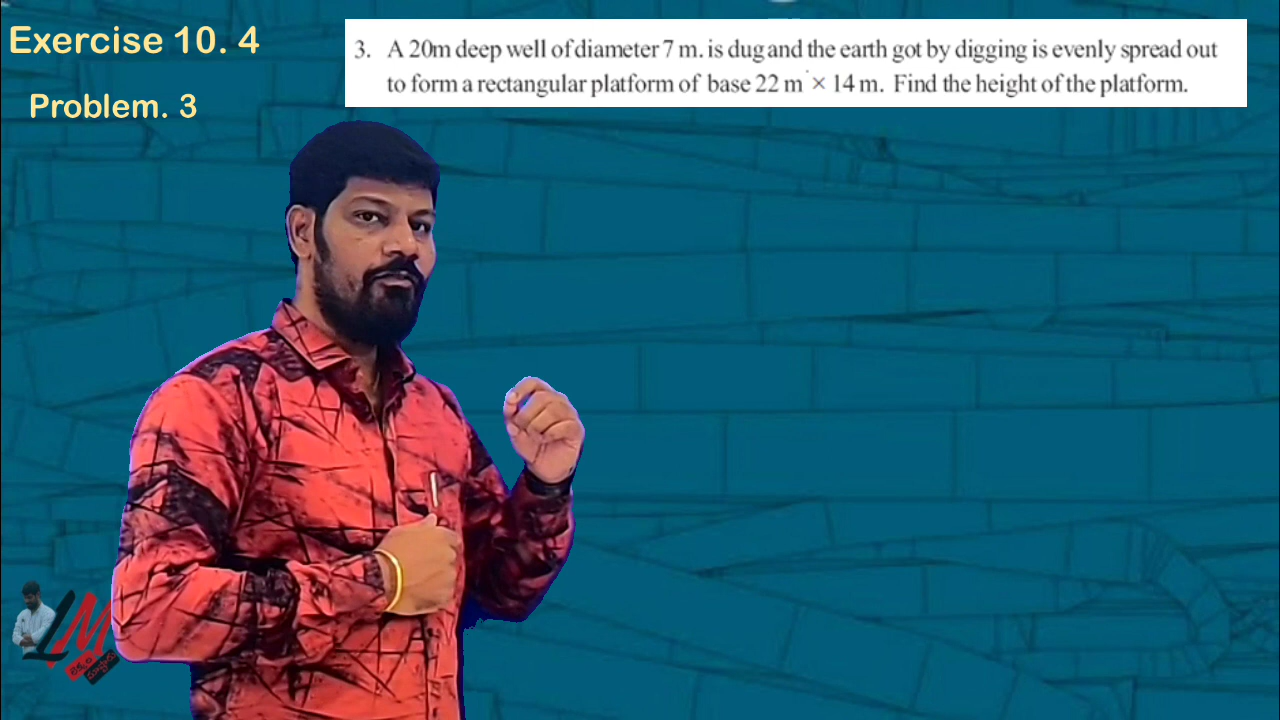 Exercise 10. 4
Problem. 3
3. A 20m deep well of diameter 7 m. is dug and the earth got by digging is evenly spread out
to form a rectangular platform of base 22 m × 14 m. Find the height of the platform.
LM